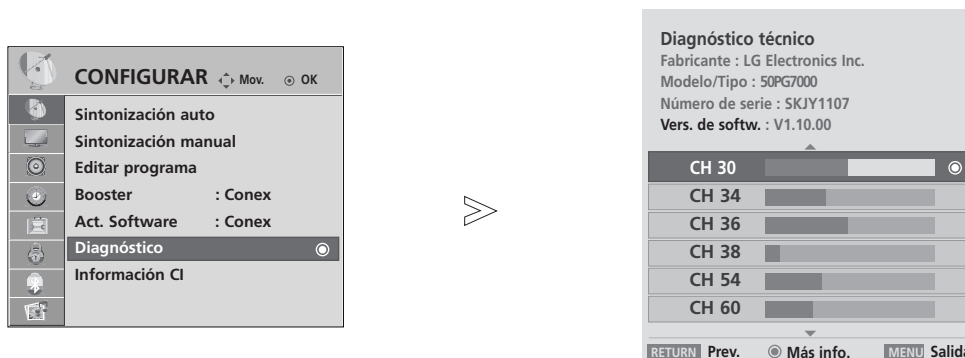 CONFIGURAR Mov. OK
Sintonización auto
Sintonización manual
Editar programa
Booster : Conex
Act. Software : Conex
Diagnóstico
Información CI
Diagnóstico técnico
Fabricante : LG Electronics Inc.
Modelo/Tipo : 50PG7000
Número de serie : SKJY1107
Vers. de softw. : V1.10.00
CH 30
CH 34
CH 36
CH 38
CH 54
CH 60
RETURN Prev. Más info. MENU Salida